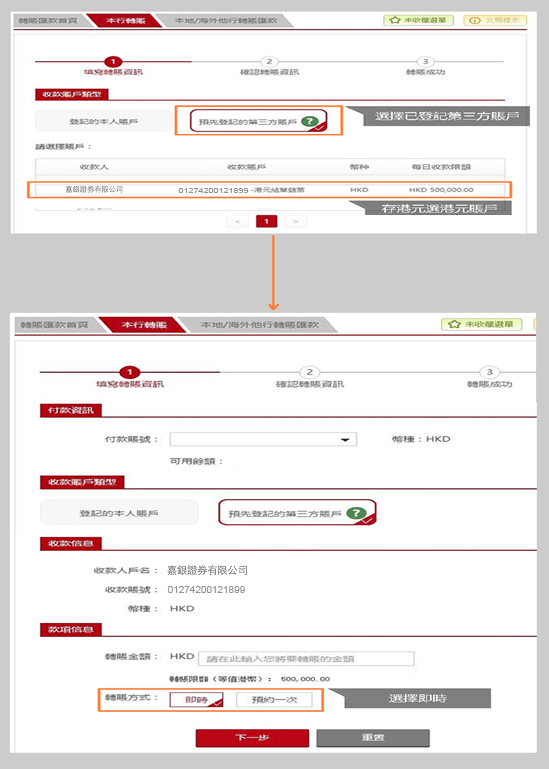 轉賬匯款首頁 本行轉賬 本地/海外他行轉賬匯款 未收藏選單
1 2 3
填寫轉賬資訊 確認轉賬資訊 轉賬成功
收款賬戶類型
登記的本人賬戶 預先登記的第三方賬戶 ? 選擇已登記第三方賬戶
請選擇賬戶：
收款人 收款賬戶 幣種 每日收款限額
嘉銀證券有限公司 01274200121899 -港元結單儲蓄 HKD HKD 500,000.00
存港元選港元賬戶
< 1 >
轉賬匯款首頁 本行轉賬 本地/海外他行轉賬匯款 未收藏選單
1 2 3
填寫轉賬資訊 確認轉賬資訊 轉賬成功
付款資訊
付款賬號： 幣種：HKD
可用餘額：
收款賬戶類型
登記的本人賬戶 預先登記的第三方賬戶 ?
收款信息
收款人戶名： 嘉銀證券有限公司
收款賬號： 01274200121899
幣種： HKD
款項信息
轉賬金額： HKD 請在此輸入您將要轉賬的金額
轉賬限額（等值港幣）： 500,000.00
轉賬方式： 即時 預約一次 選擇即時
下一步 重置